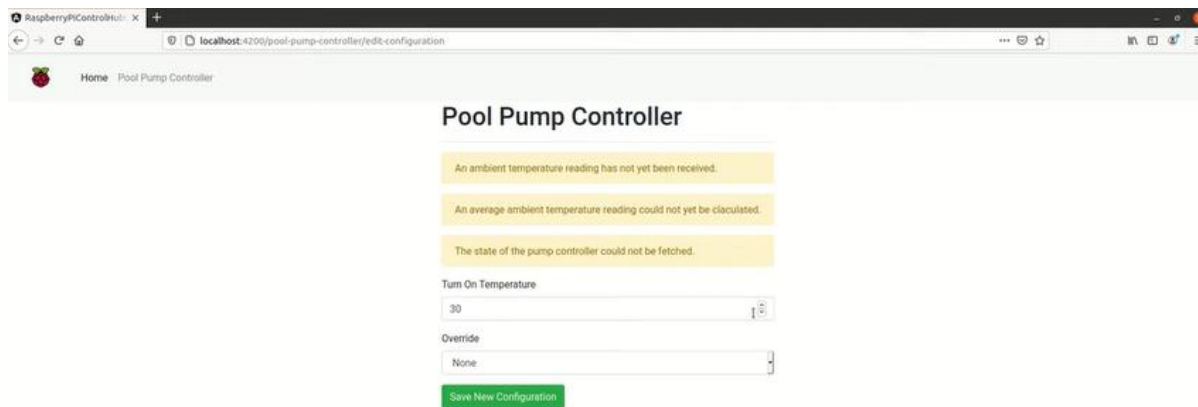 RaspberryPiControlHub
localhost:4200/pool-pump-controller/edit-configuration
Home Pool Pump Controller
Pool Pump Controller
An ambient temperature reading has not yet been received.
An average ambient temperature reading could not yet be claculated.
The state of the pump controller could not be fetched.
Turn On Temperature
30
Override
None
Save New Configuration